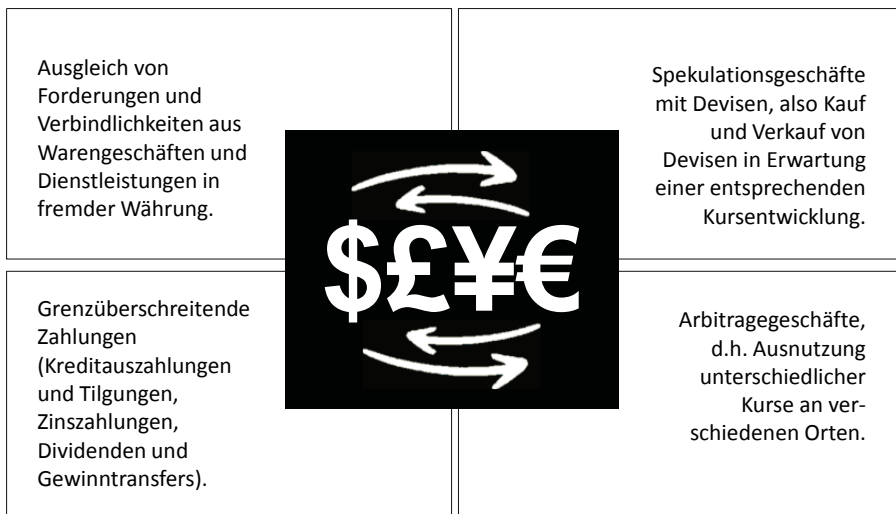 Ausgleich von
Forderungen und
Verbindlichkeiten aus
Warengeschäften und
Dienstleistungen in
fremder Währung.
Spekulationsgeschäfte
mit Devisen, also Kauf
und Verkauf von
Devisen in Erwartung
einer entsprechenden
Kursentwicklung.
$£¥€
Grenzüberschreitende
Zahlungen
(Kreditauszahlungen
und Tilgungen,
Zinszahlungen,
Dividenden und
Gewinntransfers).
Arbitragegeschäfte,
d.h. Ausnutzung
unterschiedlicher
Kurse an ver-
schiedenen Orten.